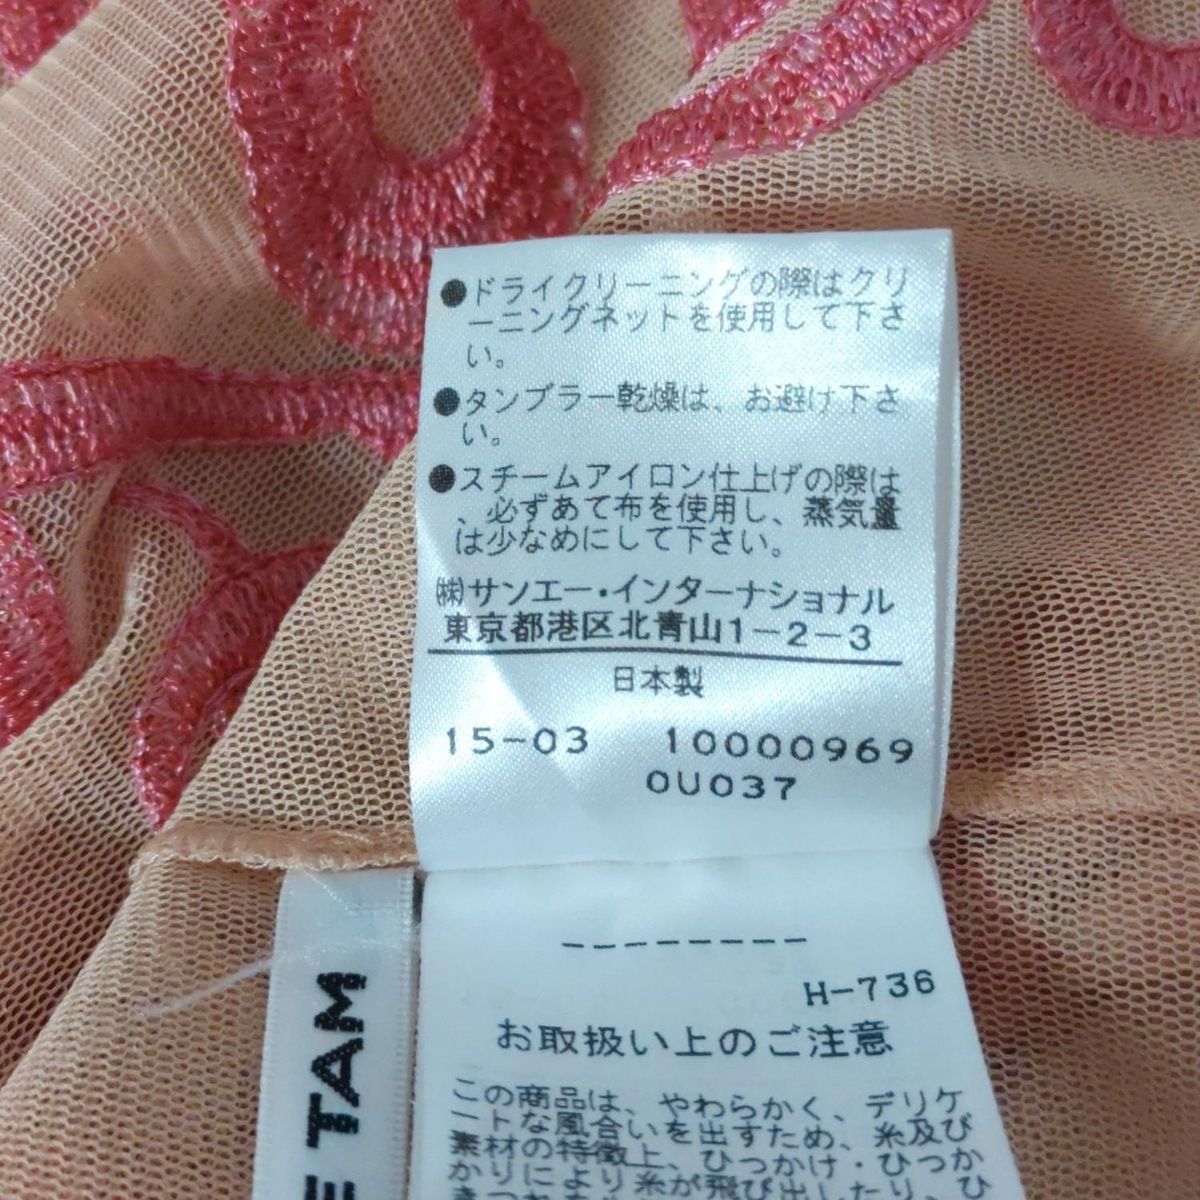 ●ドライクリーニングの際はクリ
ーニングネットを使用して下さ
い。
●タンブラー乾燥は、お避け下さ
い。
●スチームアイロン仕上げの際は
、必ずあて布を使用し、蒸気量
は少なめにして下さい。
㈱サンエー・インターナショナル
東京都港区北青山1-2-3
日本製
15-03 10000969
0U037
--------
H-736
お取扱い上のご注意
この商品は、やわらかく、デリケ
ートな風合いを出すため、糸及び
素材の特徴上、ひっかけ・ひっか
かりにより糸が飛び出したり、ひ
E TAM